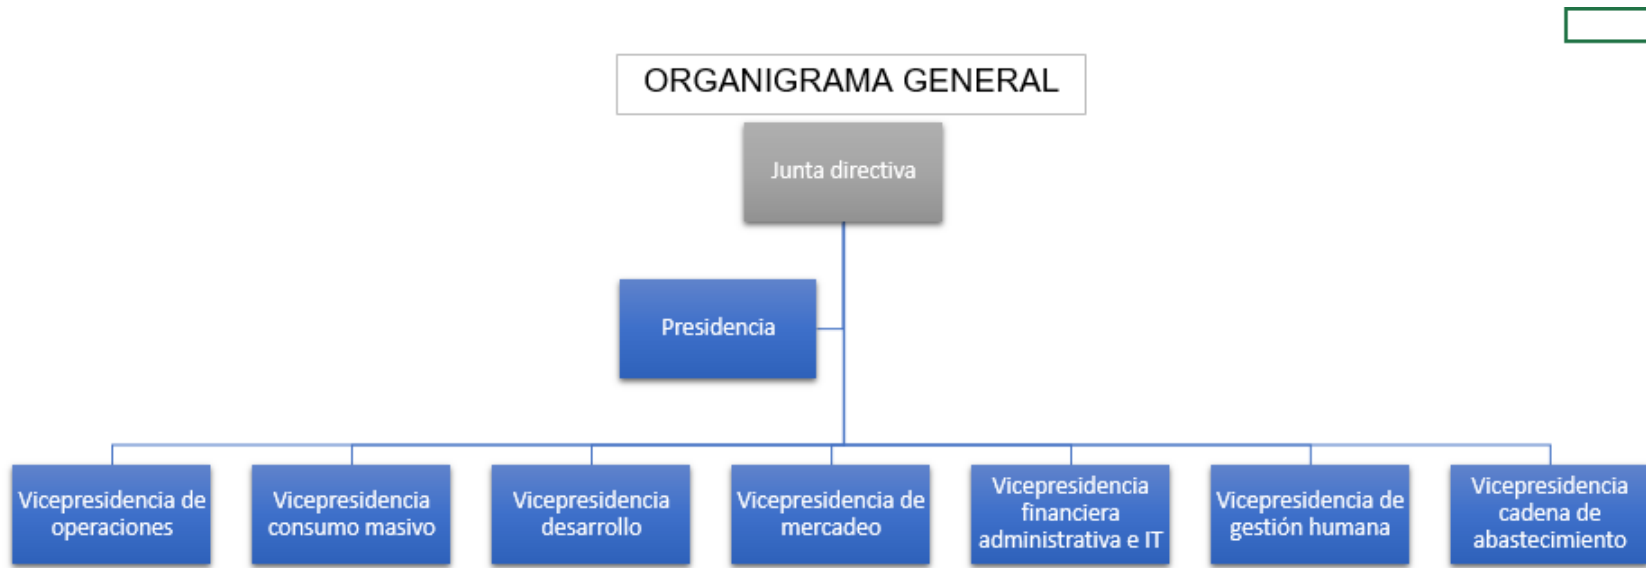 ORGANIGRAMA GENERAL
Junta directiva
Presidencia
Vicepresidencia de
operaciones
Vicepresidencia
consumo masivo
Vicepresidencia
desarrollo
Vicepresidencia de
mercadeo
Vicepresidencia
financiera
administrativa e IT
Vicepresidencia de
gestión humana
Vicepresidencia
cadena de
abastecimiento